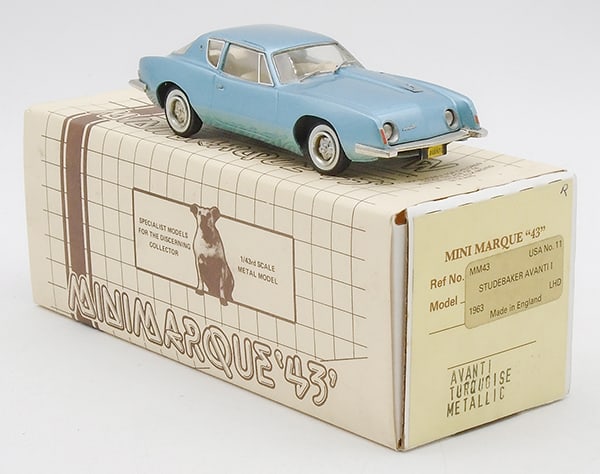 SPECIALIST MODELS
FOR THE DISCERNING
COLLECTOR
1/43rd SCALE
METAL MODEL
MINIMARQUE '43'
R
MINI MARQUE "43"
Ref No. MM43 USA No. 11
STUDEBAKER AVANTI I
Model
1963 Made in England LHD
AVANTI
TURQUOISE
METALLIC